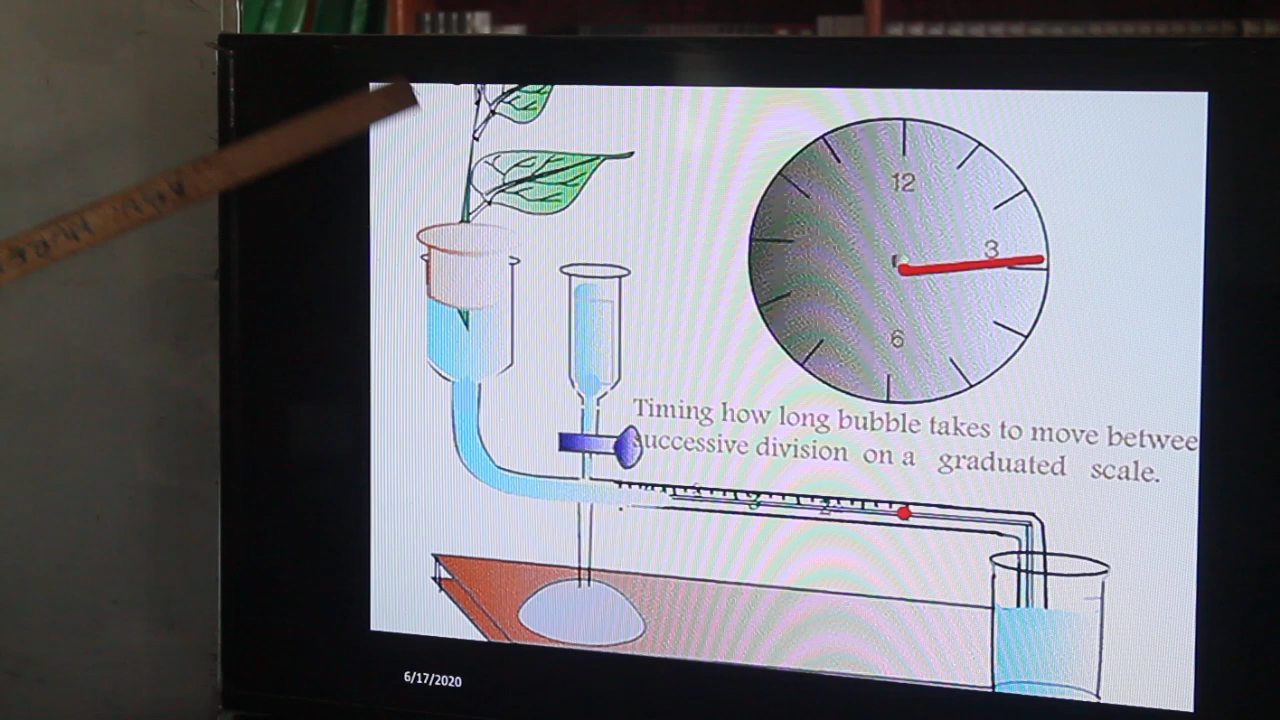 12
3
6
Timing how long bubble takes to move betwee
successive division on a graduated scale.
6/17/2020